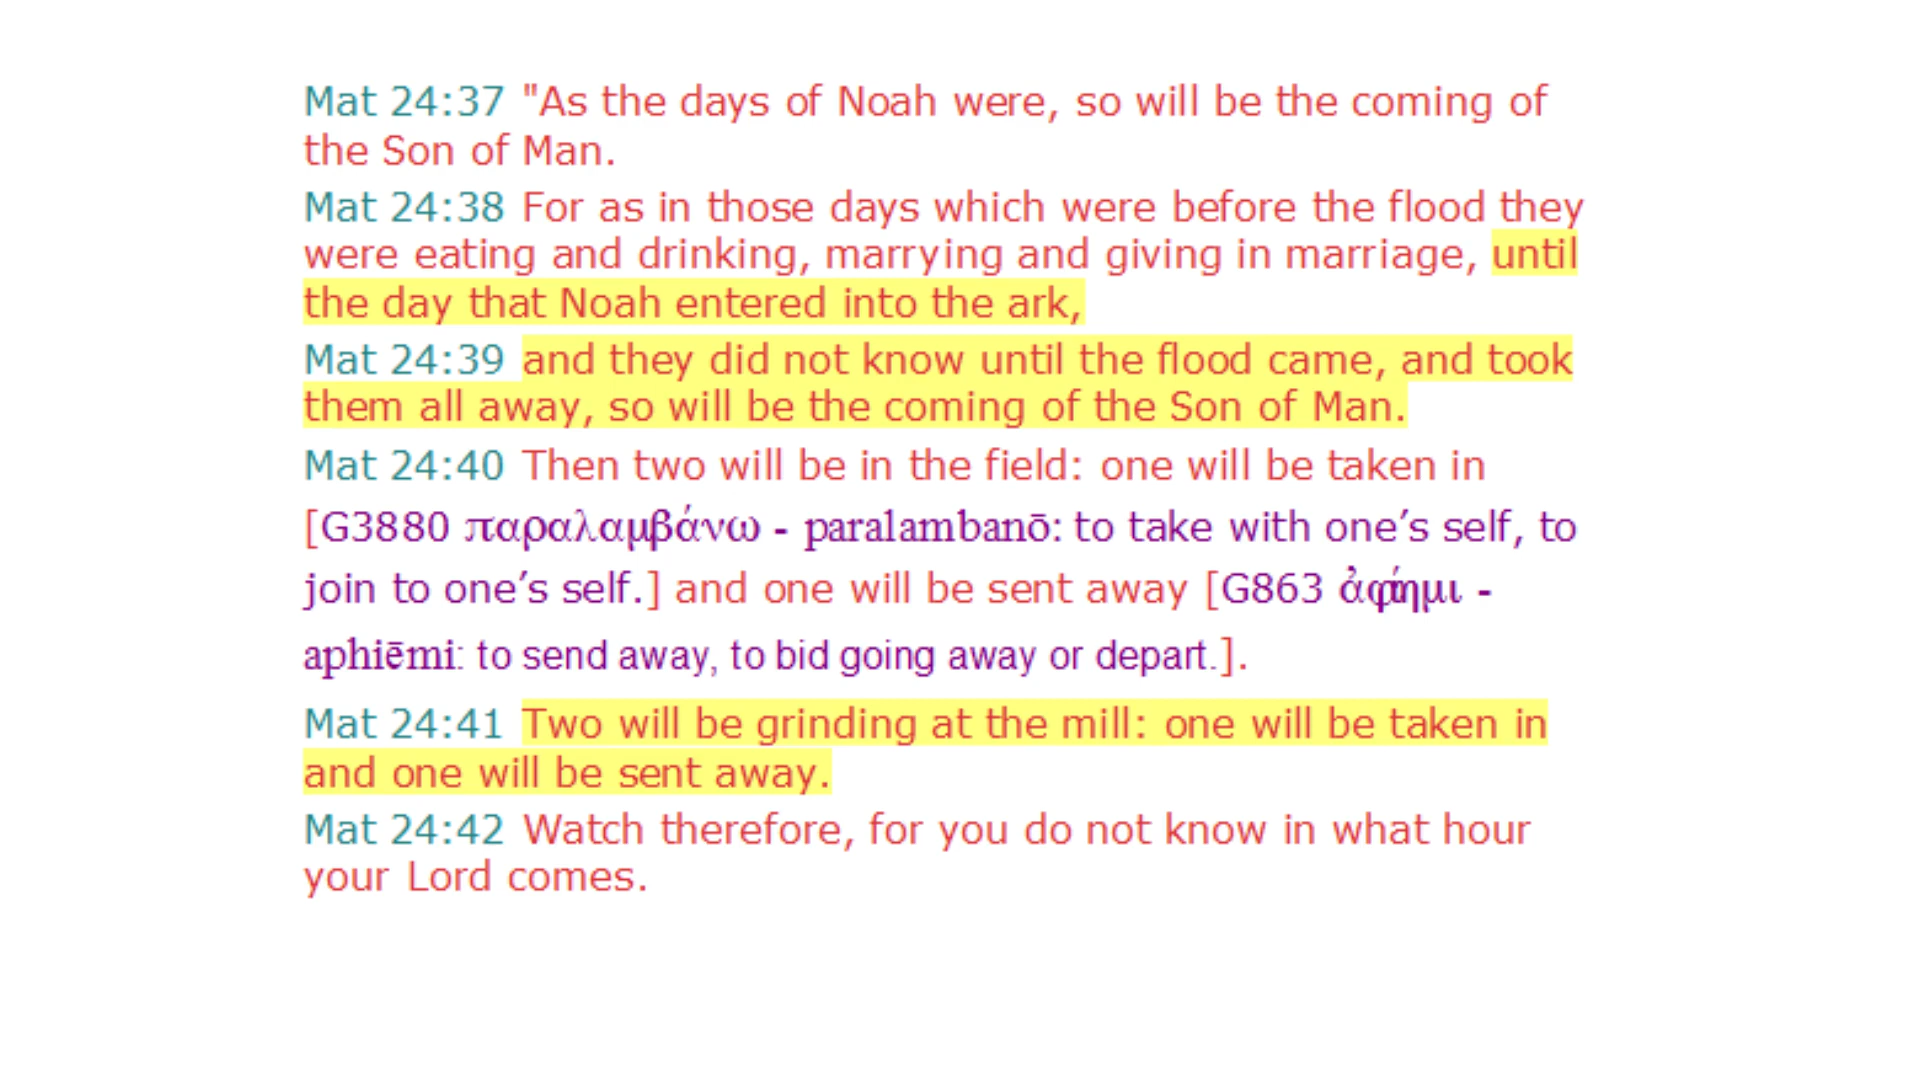 Mat 24:37 "As the days of Noah were, so will be the coming of
the Son of Man.
Mat 24:38 For as in those days which were before the flood they
were eating and drinking, marrying and giving in marriage, until
the day that Noah entered into the ark,
Mat 24:39 and they did not know until the flood came, and took
them all away, so will be the coming of the Son of Man.
Mat 24:40 Then two will be in the field: one will be taken in
[G3880 παραλαμβάνω - paralambanō: to take with one’s self, to
join to one’s self.] and one will be sent away [G863 ἀφίημι -
aphiēmi: to send away, to bid going away or depart.].
Mat 24:41 Two will be grinding at the mill: one will be taken in
and one will be sent away.
Mat 24:42 Watch therefore, for you do not know in what hour
your Lord comes.